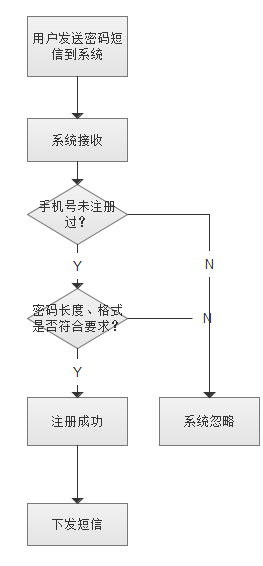 用户发送密码短
信到系统
系统接收
手机号未注册
过？
Y
N
密码长度、格式
是否符合要求？
N
Y
注册成功
系统忽略
下发短信